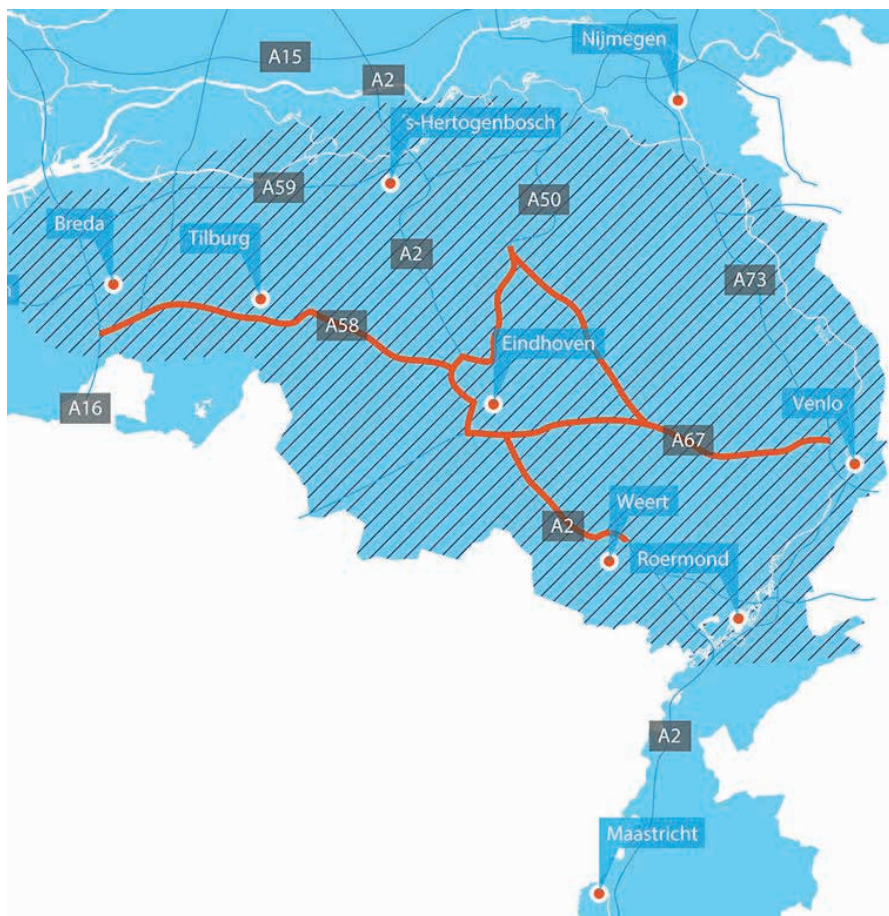 Nijmegen
A15
A2
's-Hertogenbosch
A59
A50
Breda
Tilburg
A2
A73
A58
Eindhoven
A16
Venlo
A67
Weert
A2
Roermond
A2
Maastricht